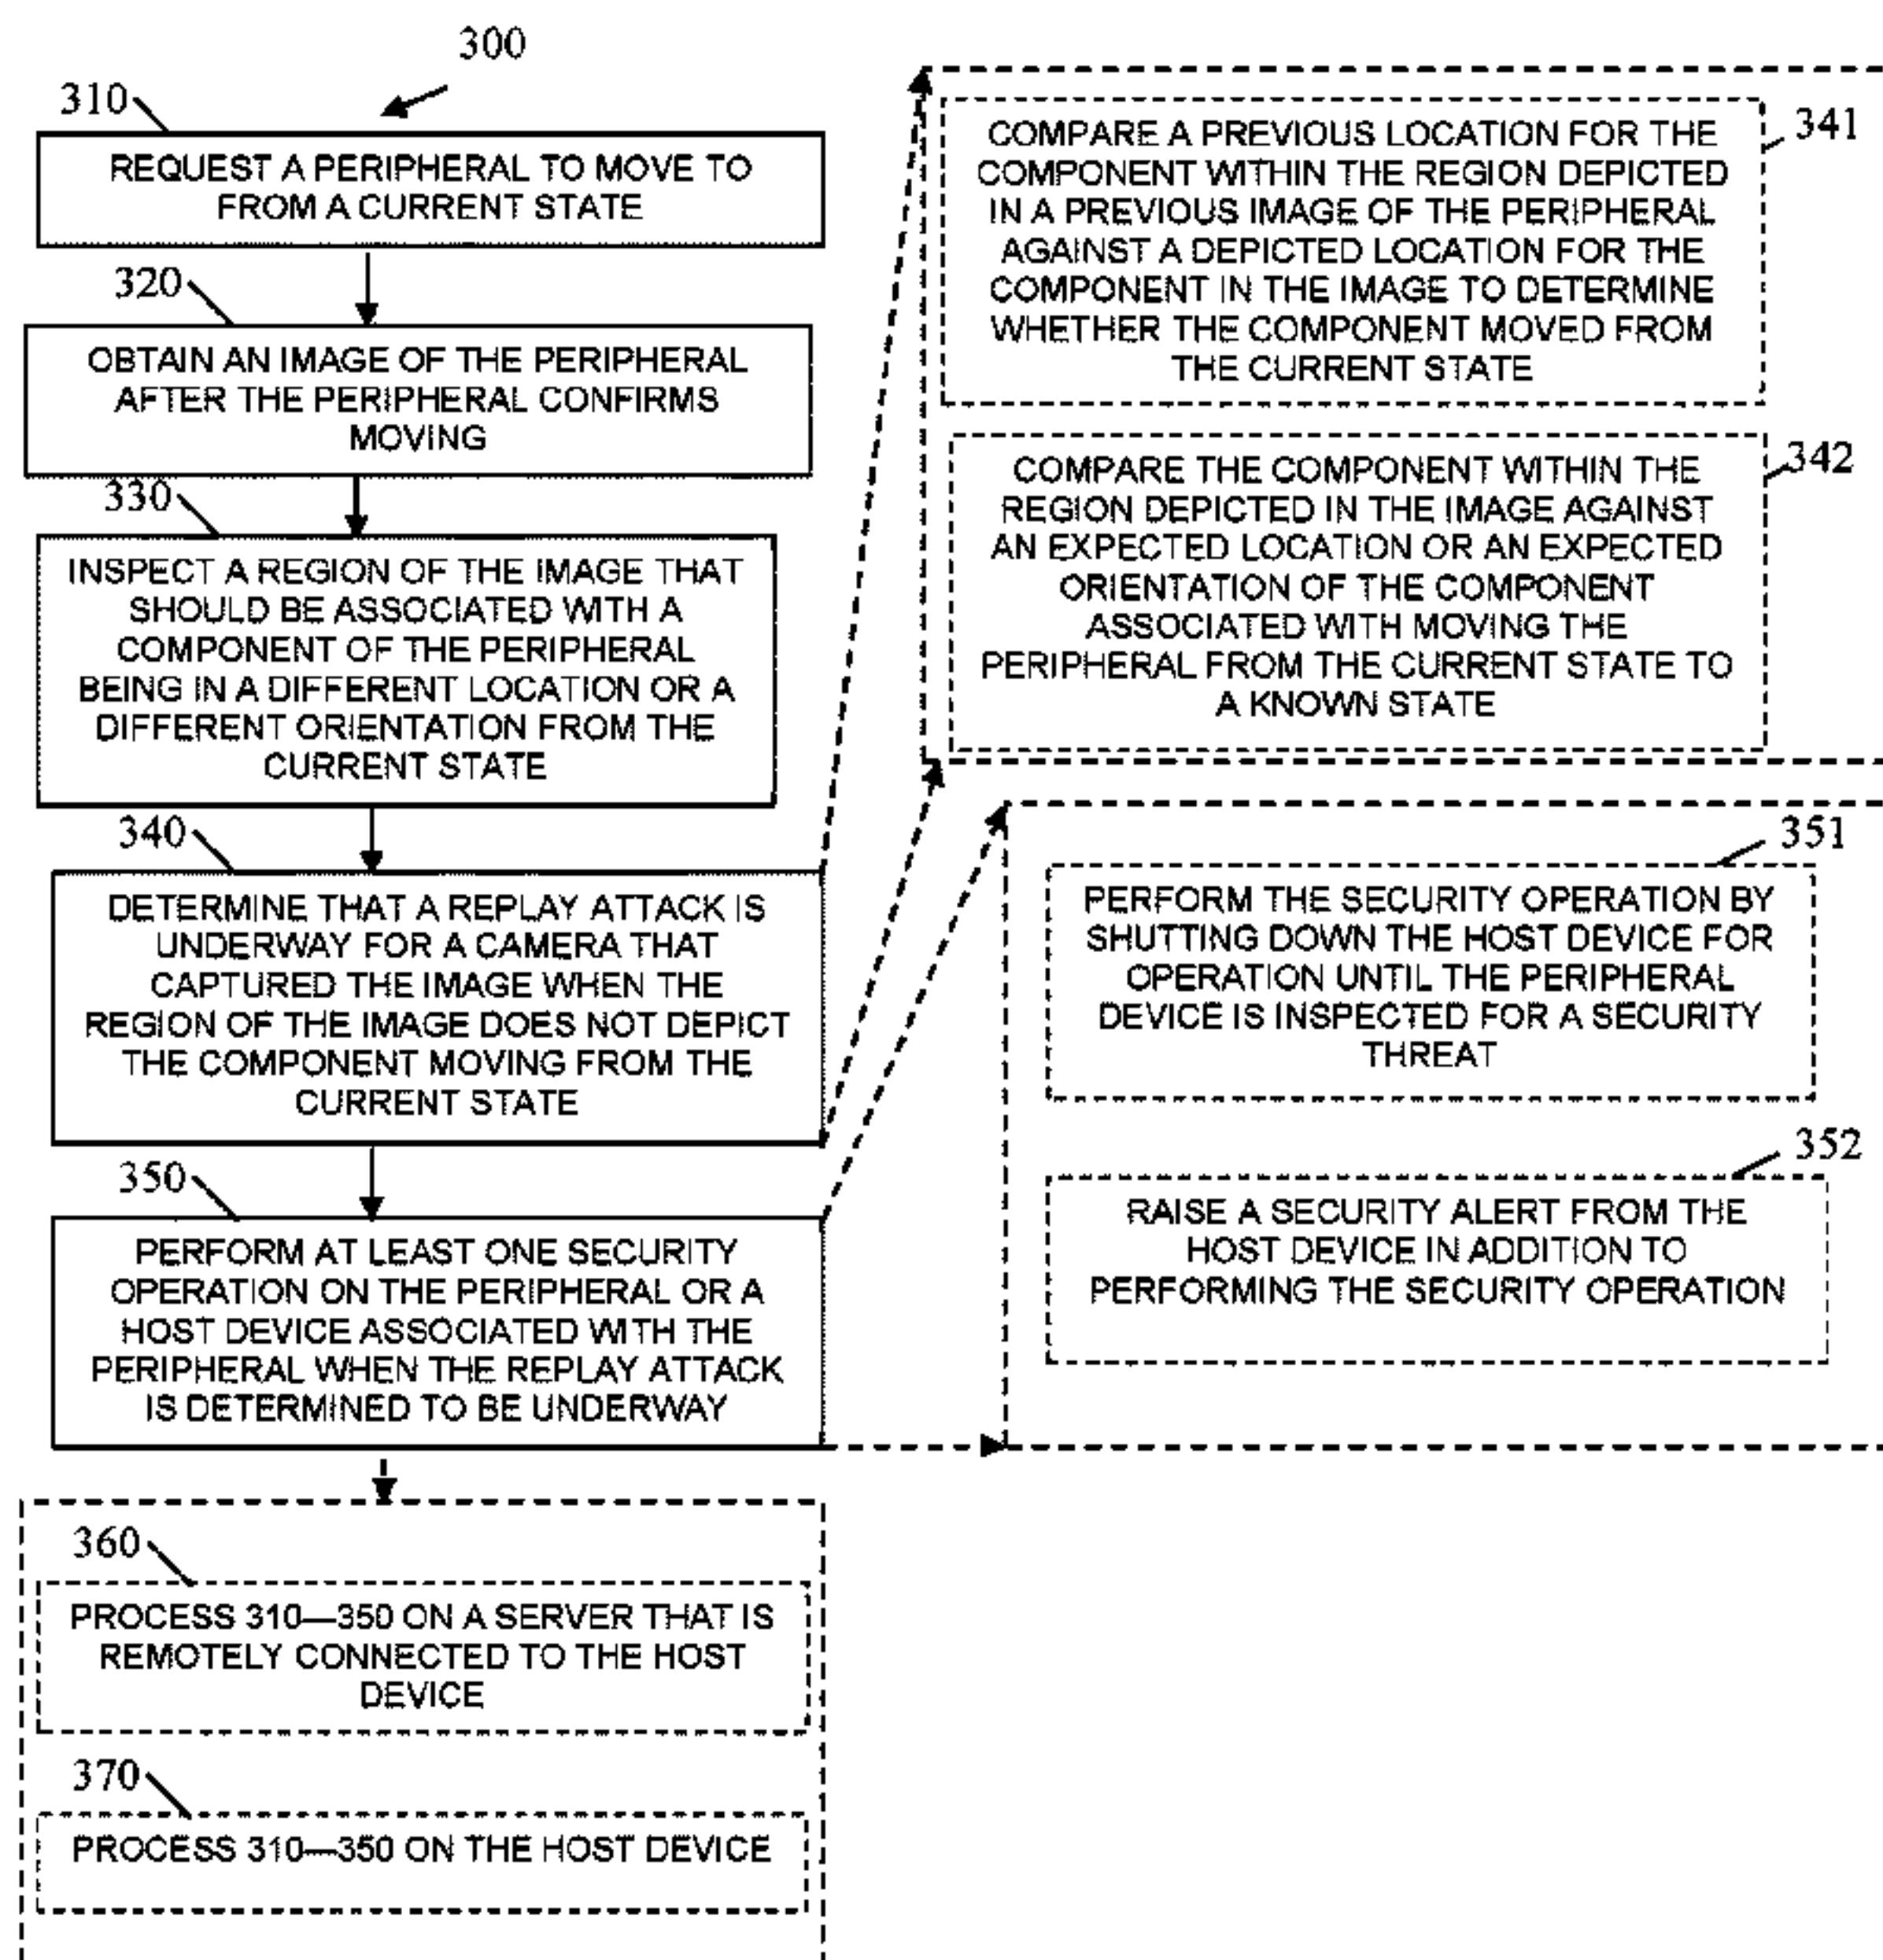 300
310
REQUEST A PERIPHERAL TO MOVE TO
FROM A CURRENT STATE
320
OBTAIN AN IMAGE OF THE PERIPHERAL
AFTER THE PERIPHERAL CONFIRMS
MOVING
330
INSPECT A REGION OF THE IMAGE THAT
SHOULD BE ASSOCIATED WITH A
COMPONENT OF THE PERIPHERAL
BEING IN A DIFFERENT LOCATION OR A
DIFFERENT ORIENTATION FROM THE
CURRENT STATE
340
DETERMINE THAT A REPLAY ATTACK IS
UNDERWAY FOR A CAMERA THAT
CAPTURED THE IMAGE WHEN THE
REGION OF THE IMAGE DOES NOT DEPICT
THE COMPONENT MOVING FROM THE
CURRENT STATE
350
PERFORM AT LEAST ONE SECURITY
OPERATION ON THE PERIPHERAL OR A
HOST DEVICE ASSOCIATED WITH THE
PERIPHERAL WHEN THE REPLAY ATTACK
IS DETERMINED TO BE UNDERWAY
360
PROCESS 310—350 ON A SERVER THAT IS
REMOTELY CONNECTED TO THE HOST
DEVICE
370
PROCESS 310—350 ON THE HOST DEVICE
341
COMPARE A PREVIOUS LOCATION FOR THE
COMPONENT WITHIN THE REGION DEPICTED
IN A PREVIOUS IMAGE OF THE PERIPHERAL
AGAINST A DEPICTED LOCATION FOR THE
COMPONENT IN THE IMAGE TO DETERMINE
WHETHER THE COMPONENT MOVED FROM
THE CURRENT STATE
342
COMPARE THE COMPONENT WITHIN THE
REGION DEPICTED IN THE IMAGE AGAINST
AN EXPECTED LOCATION OR AN EXPECTED
ORIENTATION OF THE COMPONENT
ASSOCIATED WITH MOVING THE
PERIPHERAL FROM THE CURRENT STATE TO
A KNOWN STATE
351
PERFORM THE SECURITY OPERATION BY
SHUTTING DOWN THE HOST DEVICE FOR
OPERATION UNTIL THE PERIPHERAL
DEVICE IS INSPECTED FOR A SECURITY
THREAT
352
RAISE A SECURITY ALERT FROM THE
HOST DEVICE IN ADDITION TO
PERFORMING THE SECURITY OPERATION